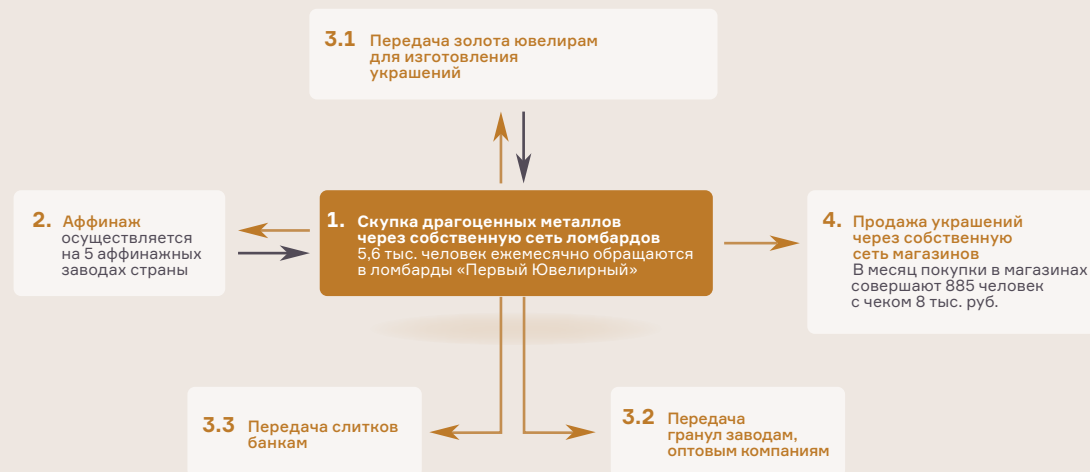 3.1 Передача золота ювелирам
для изготовления
украшений
2. Аффинаж
осуществляется
на 5 аффинажных
заводах страны
1. Скупка драгоценных металлов
через собственную сеть ломбардов
5,6 тыс. человек ежемесячно обращаются
в ломбарды «Первый Ювелирный»
4. Продажа украшений
через собственную
сеть магазинов
В месяц покупки в магазинах
совершают 885 человек
с чеком 8 тыс. руб.
3.3 Передача слитков
банкам
3.2 Передача
гранул заводам,
оптовым компаниям